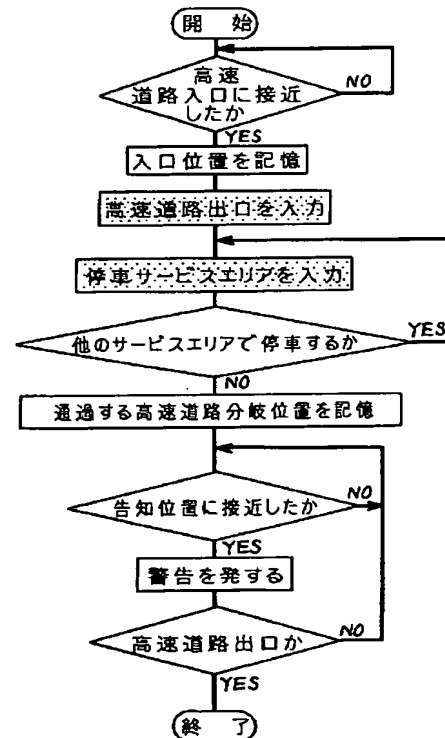 開始
高速
道路入口に接近
したか
NO
YES
入口位置を記憶
高速道路出口を入力
停車サービスエリアを入力
他のサービスエリアで停車するか
YES
NO
通過する高速道路分岐位置を記憶
告知位置に接近したか
NO
YES
警告を発する
高速道路出口か
NO
YES
終了